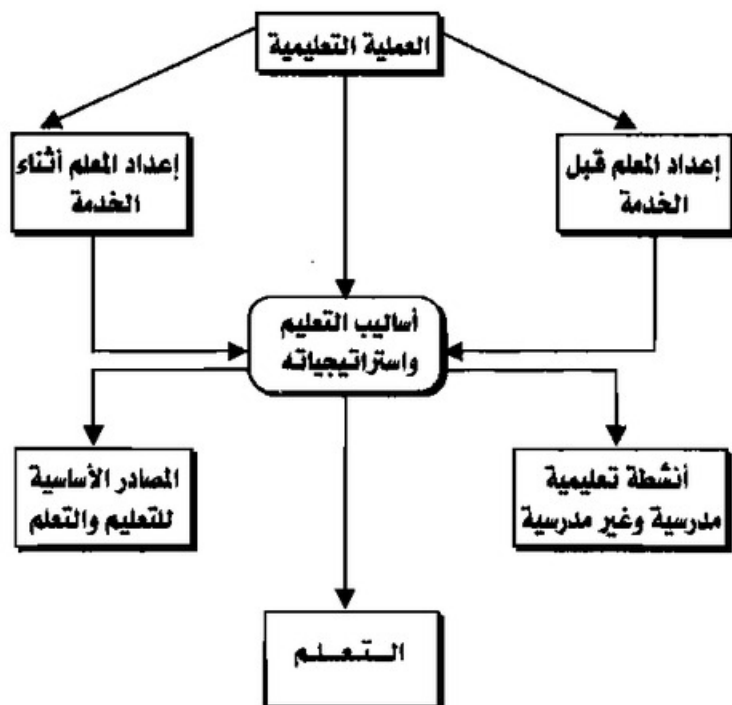 العملية التعليمية
إعداد المعلم قبل
الخدمة
إعداد المعلم أثناء
الخدمة
أساليب التعليم
واستراتيجياته
أنشطة تعليمية
مدرسية وغير مدرسية
المصادر الأساسية
للتعليم والتعلم
الـتـعـلـم